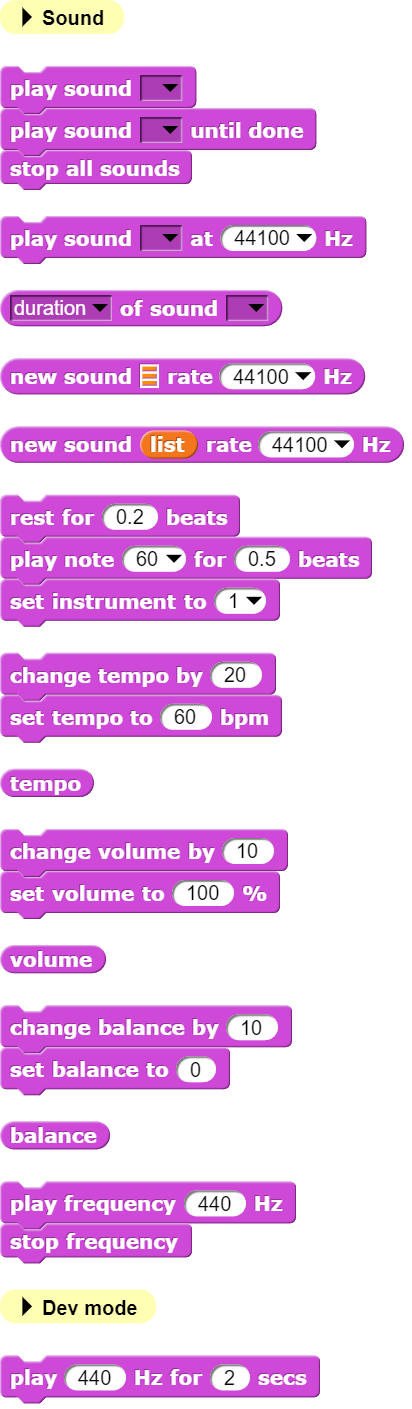 Sound
play sound
play sound until done
stop all sounds
play sound at 44100 Hz
duration of sound
new sound rate 44100 Hz
new sound list rate 44100 Hz
rest for 0.2 beats
play note 60 for 0.5 beats
set instrument to 1
change tempo by 20
set tempo to 60 bpm
tempo
change volume by 10
set volume to 100 %
volume
change balance by 10
set balance to 0
balance
play frequency 440 Hz
stop frequency
Dev mode
play 440 Hz for 2 secs